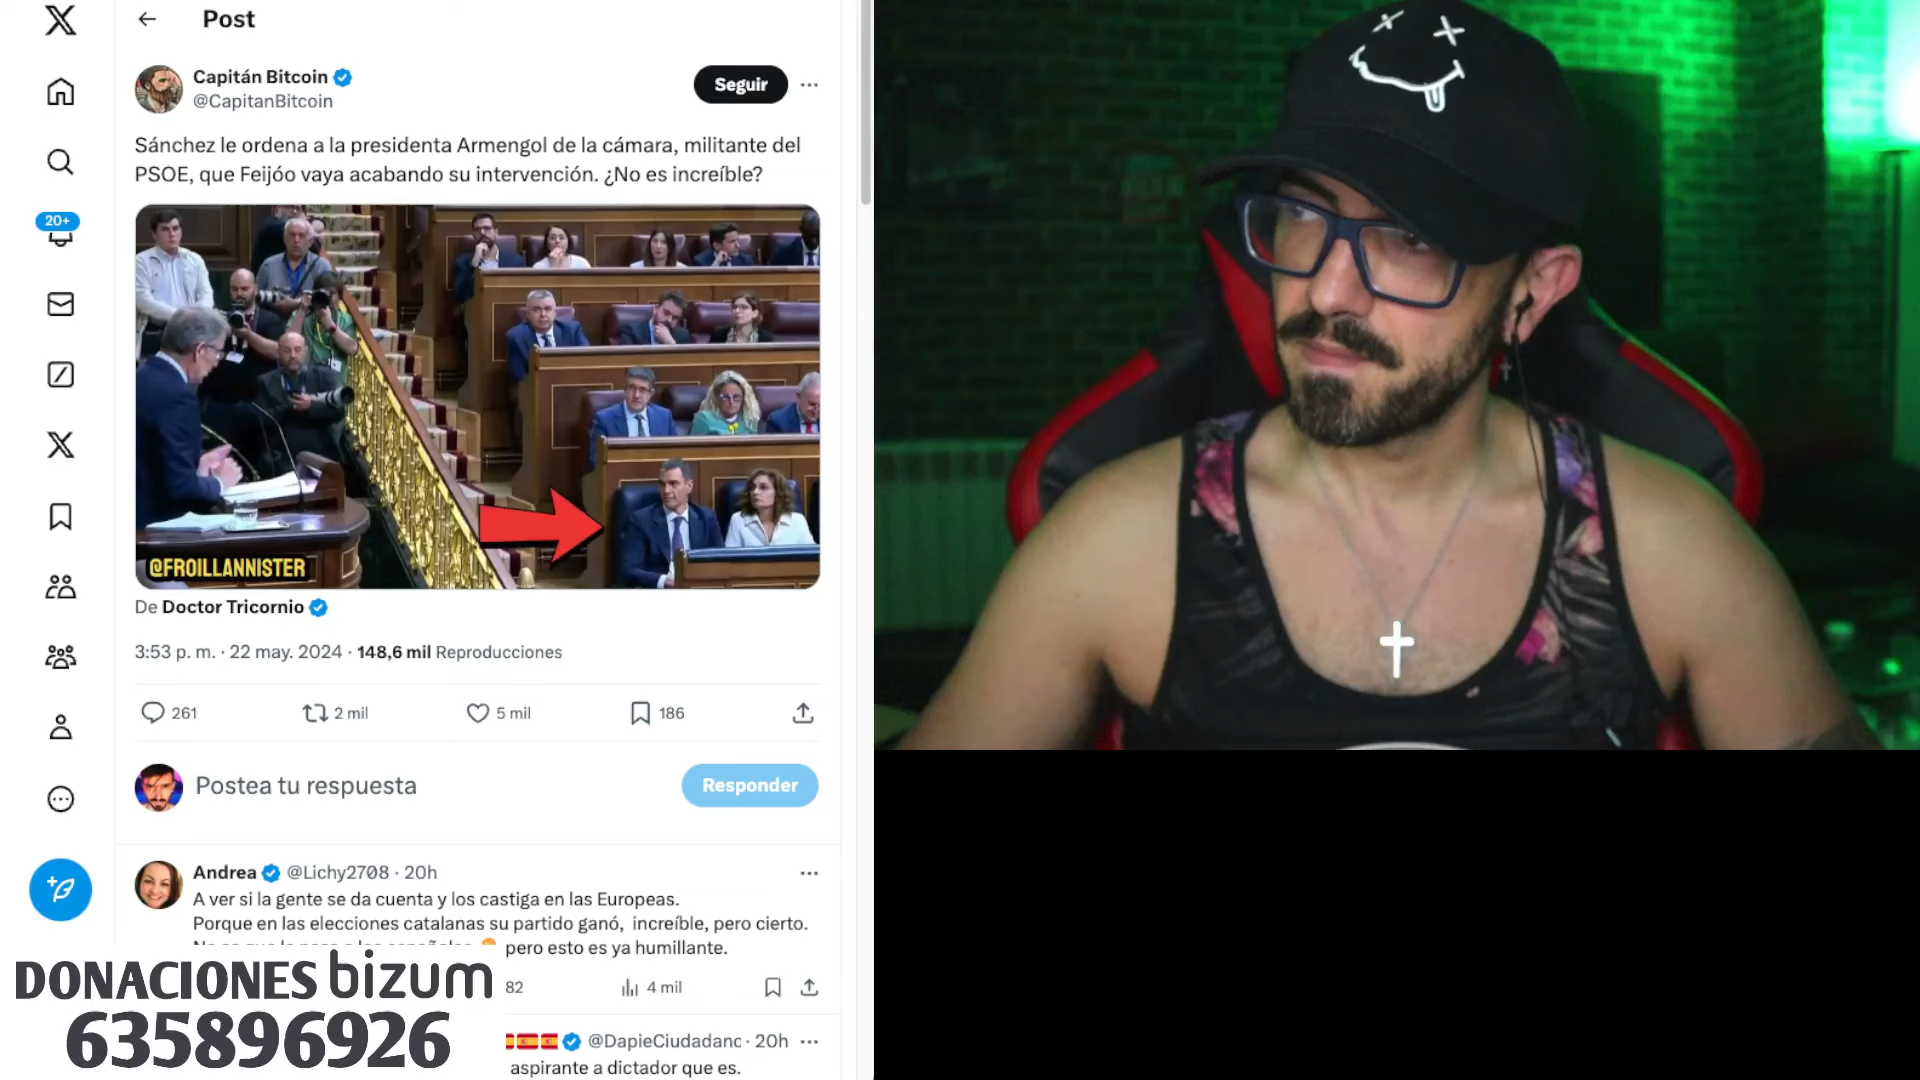 Post
Capitán Bitcoin
@CapitanBitcoin
Seguir
Sánchez le ordena a la presidenta Armengol de la cámara, militante del
PSOE, que Feijóo vaya acabando su intervención. ¿No es increíble?
20+
@FROILLANNISTER
De Doctor Tricornio
3:53 p. m. · 22 may. 2024 · 148,6 mil Reproducciones
261
2 mil
5 mil
186
Postea tu respuesta
Responder
Andrea @Lichy2708 · 20h
A ver si la gente se da cuenta y los castiga en las Europeas.
Porque en las elecciones catalanas su partido ganó, increíble, pero cierto.
pero esto es ya humillante.
82
4 mil
@DapieCiudadanc · 20h
aspirante a dictador que es.
DONACIONES bizum
635896926